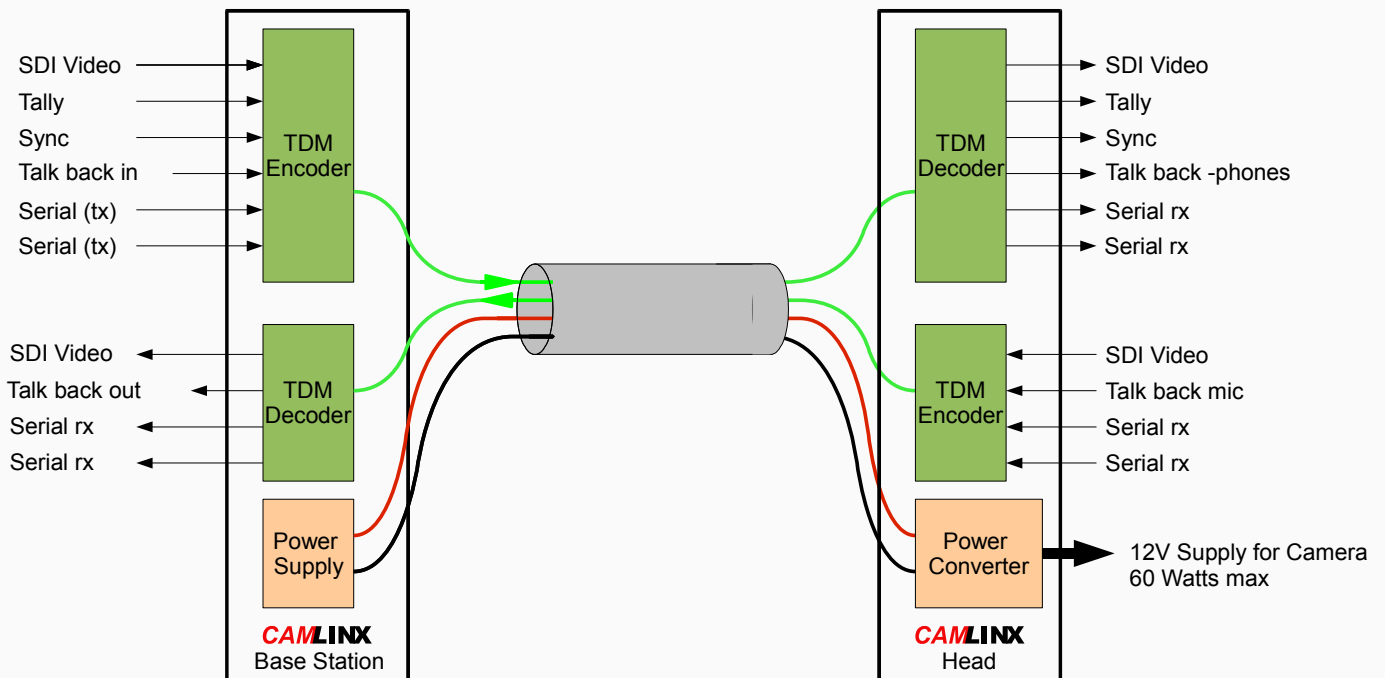 SDI Video
Tally
Sync
Talk back in
Serial (tx)
Serial (tx)
TDM
Encoder
SDI Video
Talk back out
Serial rx
Serial rx
TDM
Decoder
Power
Supply
CAMLINX
Base Station
TDM
Decoder
SDI Video
Tally
Sync
Talk back -phones
Serial rx
Serial rx
TDM
Encoder
SDI Video
Talk back mic
Serial rx
Serial rx
Power
Converter
12V Supply for Camera
60 Watts max
CAMLINX
Head